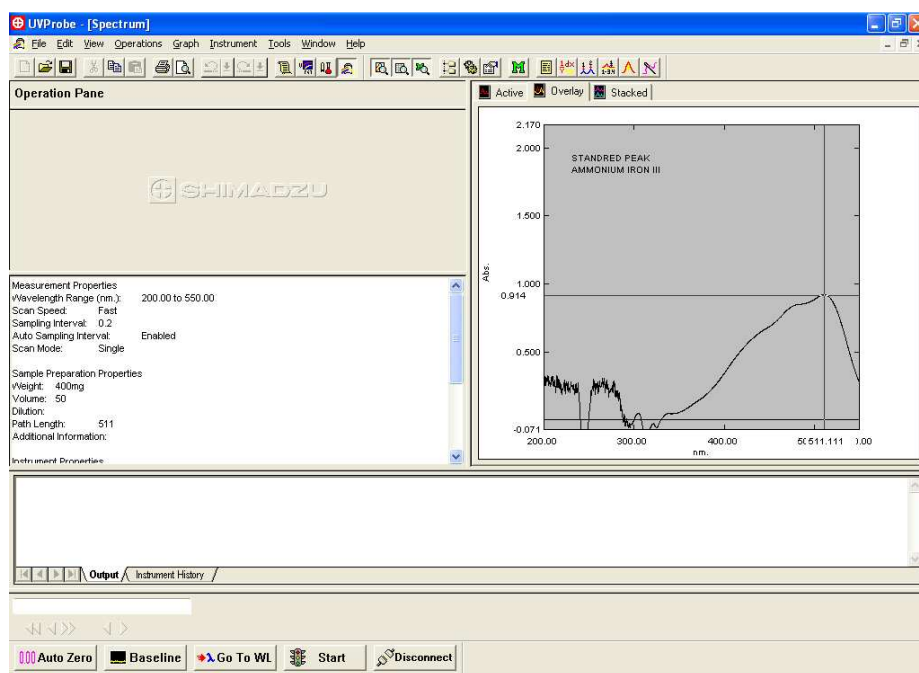 UVProbe - [Spectrum]
File Edit View Operations Graph Instrument Tools Window Help
Operation Pane
SHIMADZU
Active Overlay Stacked
STANDRED PEAK
AMMONIUM IRON III
2.170
2.000
1.500
1.000
0.914
0.500
-0.071
Abs.
200.00 300.00 400.00 50 511.111 0.00
nm.
Measurement Properties
Wavelength Range (nm.): 200.00 to 550.00
Scan Speed: Fast
Sampling Interval: 0.2
Auto Sampling Interval: Enabled
Scan Mode: Single
Sample Preparation Properties
Weight: 400mg
Volume: 50
Dilution:
Path Length: 511
Additional Information:
Instrument Properties
Output Instrument History
Auto Zero Baseline Go To WL Start Disconnect